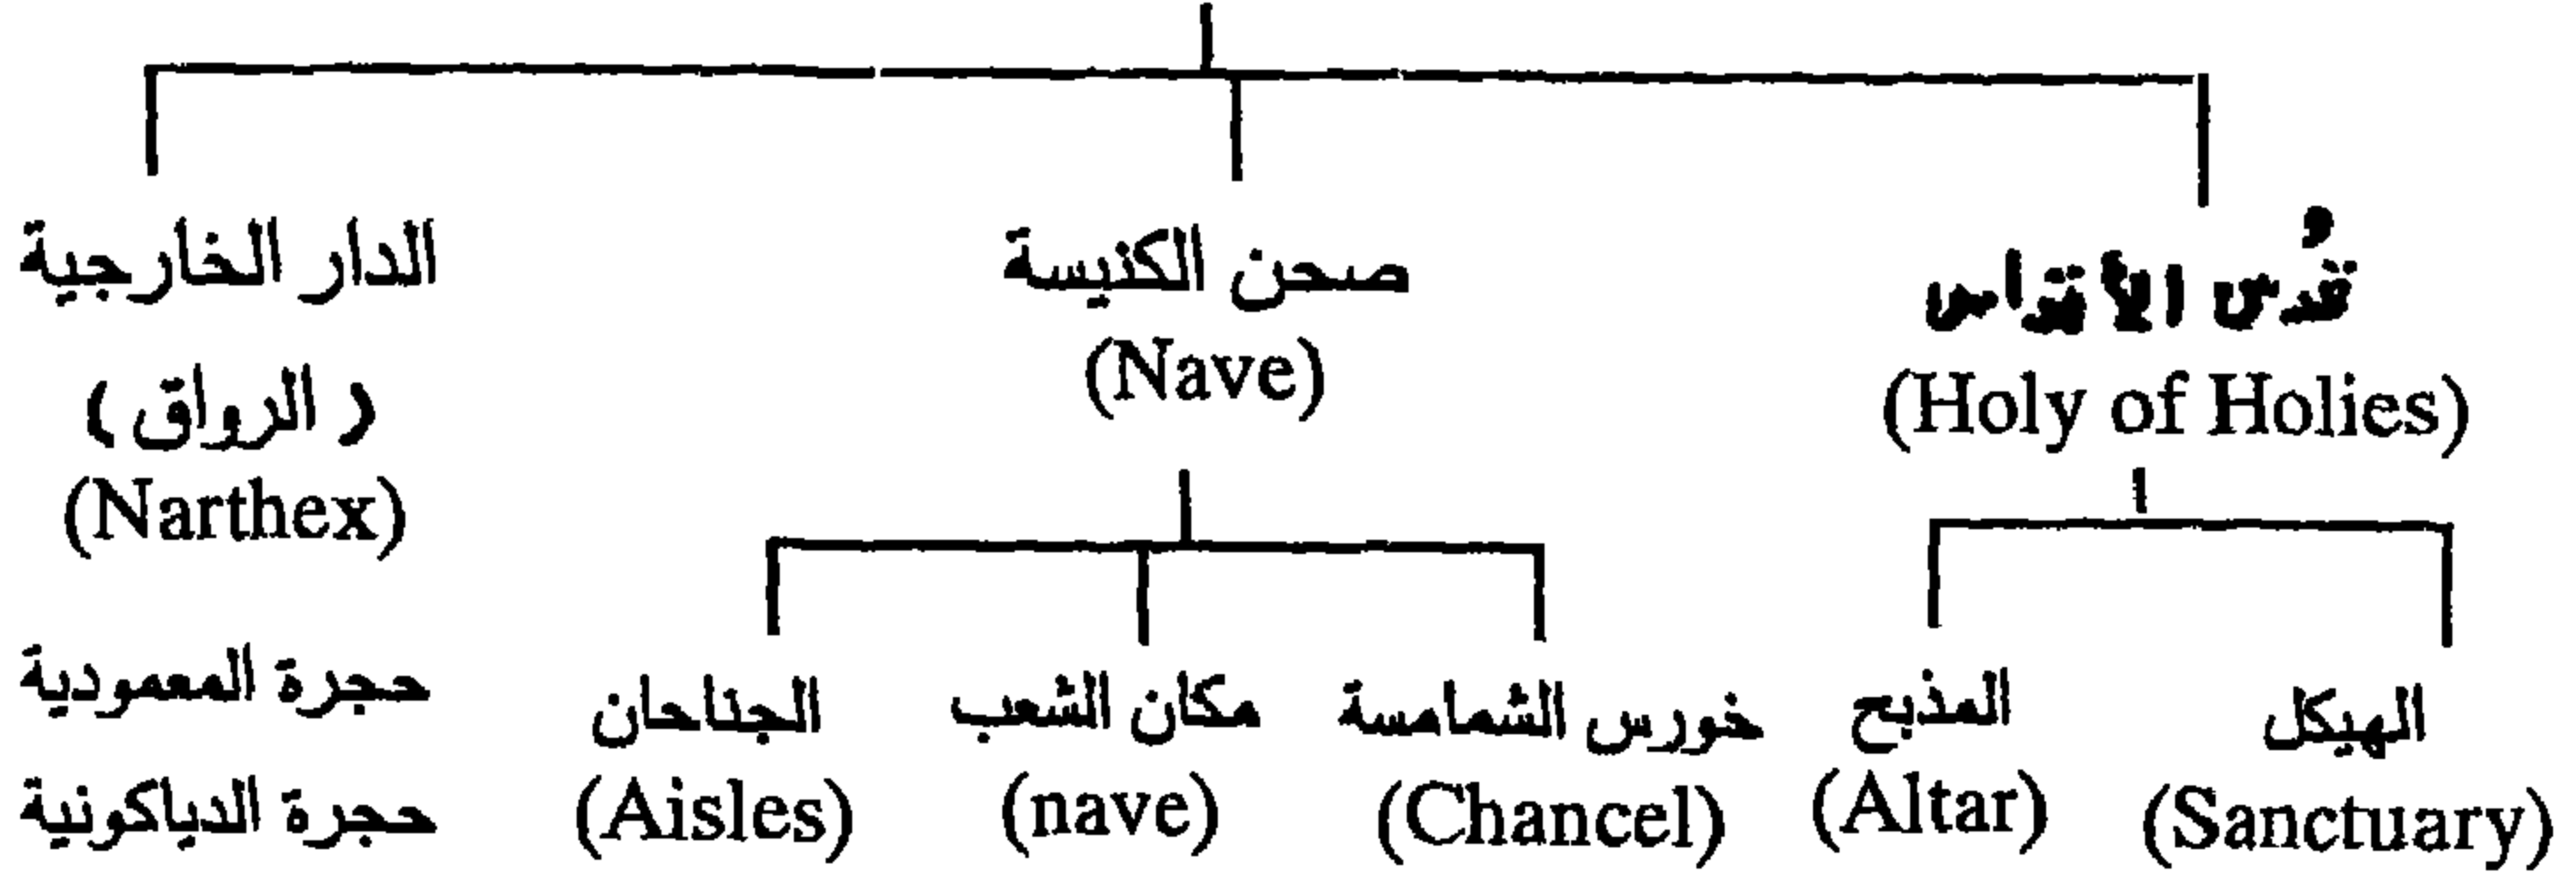 قُدس الأقداس
(Holy of Holies)
صحن الكنيسة
(Nave)
الدار الخارجية
(الرواق)
(Narthex)
الهيكل
(Sanctuary)
المذبح
(Altar)
خورس الشمامسة
(Chancel)
مكان الشعب
(nave)
الجناحان
(Aisles)
حجرة المعمودية
حجرة الدياكونية